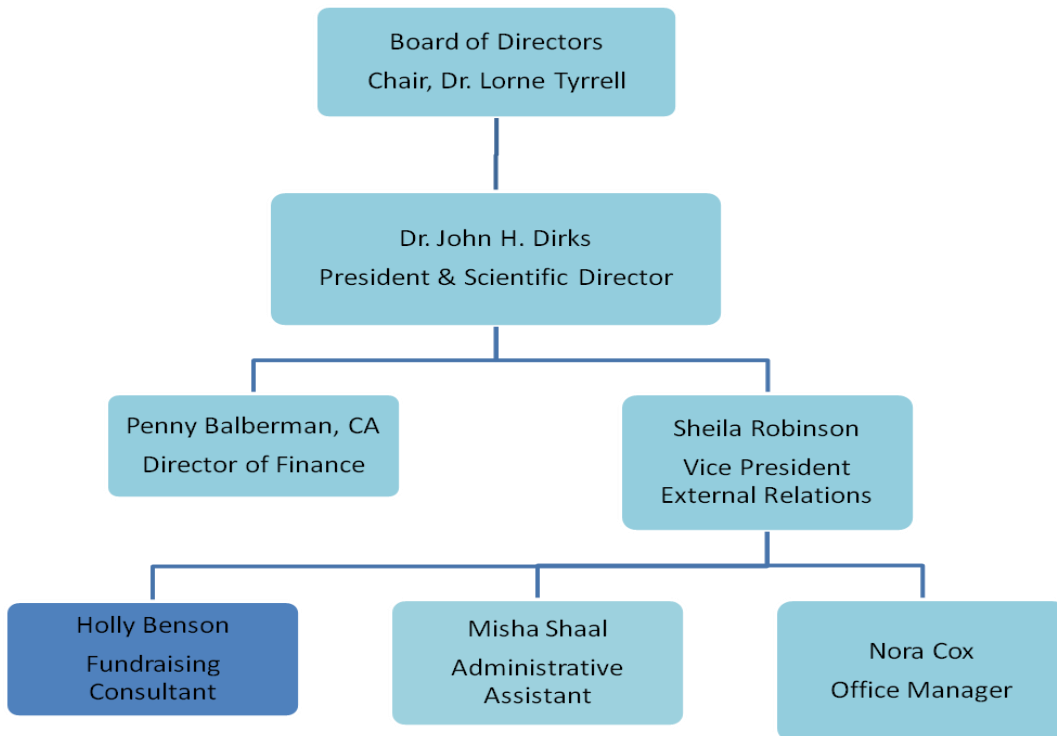 Board of Directors
Chair, Dr. Lorne Tyrrell
Dr. John H. Dirks
President & Scientific Director
Penny Balberman, CA
Director of Finance
Sheila Robinson
Vice President
External Relations
Holly Benson
Fundraising
Consultant
Misha Shaal
Administrative
Assistant
Nora Cox
Office Manager